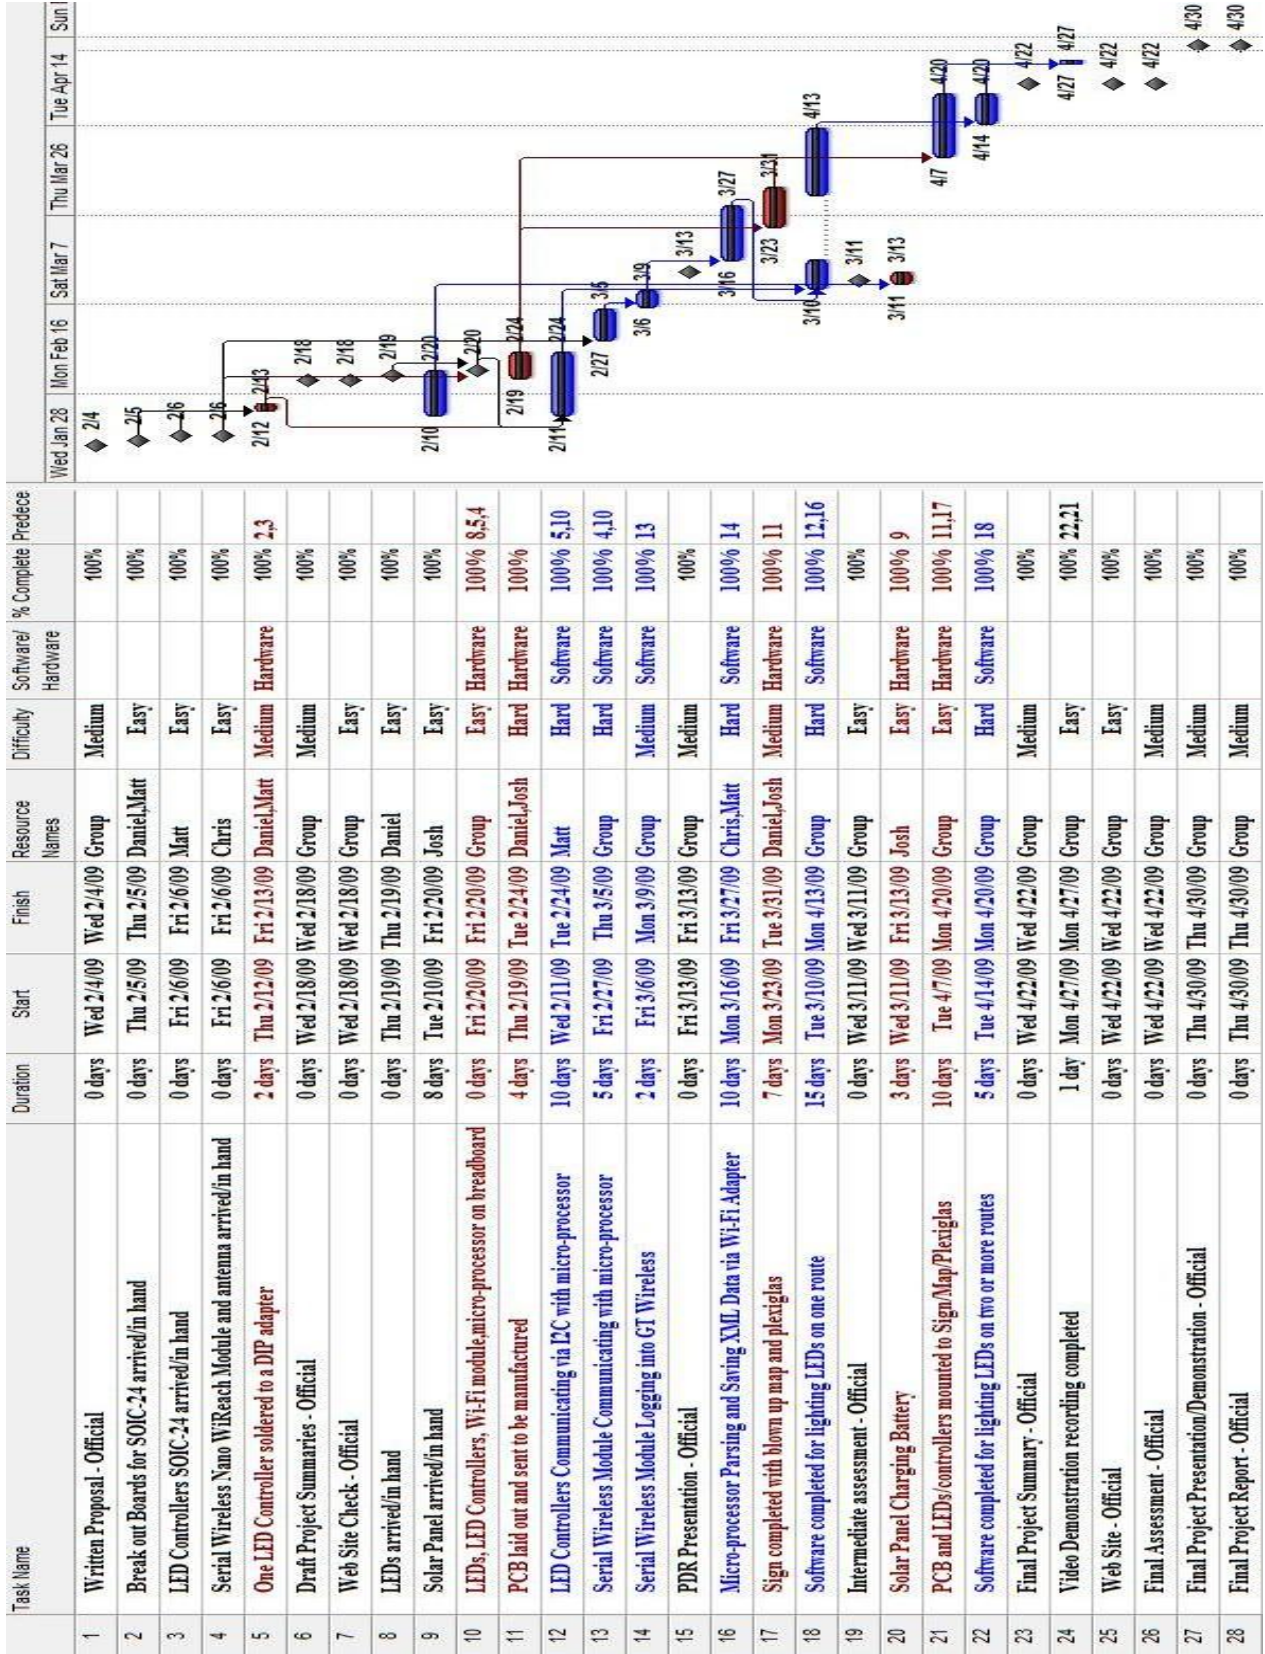 Task Name Duration Start Finish Resource Names Difficulty Software/ Hardware % Complete Predece Wed Jan 28 Mon Feb 16 Sat Mar 7 Thu Mar 26 Tue Apr 14 Sun
1 Written Proposal - Official 0 days Wed 2/4/09 Wed 2/4/09 Group Medium 100% 2/4
2 Break out Boards for SOIC-24 arrived/in hand 0 days Thu 2/5/09 Thu 2/5/09 Daniel,Matt Easy 100% 2/5
3 LED Controllers SOIC-24 arrived/in hand 0 days Fri 2/6/09 Fri 2/6/09 Matt Easy 100% 2/6
4 Serial Wireless Nano WiReach Module and antenna arrived/in hand 0 days Fri 2/6/09 Fri 2/6/09 Chris Easy 100% 2/6
5 One LED Controller soldered to a DIP adapter 2 days Thu 2/12/09 Fri 2/13/09 Daniel,Matt Medium Hardware 100% 2,3 2/12 2/13
6 Draft Project Summaries - Official 0 days Wed 2/18/09 Wed 2/18/09 Group Medium 100% 2/18
7 Web Site Check - Official 0 days Wed 2/18/09 Wed 2/18/09 Group Easy 100% 2/18
8 LEDs arrived/in hand 0 days Thu 2/19/09 Thu 2/19/09 Daniel Easy 100% 2/19
9 Solar Panel arrived/in hand 8 days Tue 2/10/09 Fri 2/20/09 Josh Easy 100% 2/10 2/20
10 LEDs, LED Controllers, Wi-Fi module,micro-processor on breadboard 0 days Fri 2/20/09 Fri 2/20/09 Group Easy Hardware 100% 8,5,4 2/20
11 PCB laid out and sent to be manufactured 4 days Thu 2/19/09 Tue 2/24/09 Daniel,Josh Hard Hardware 100% 2/19 2/24
12 LED Controllers Communicating via I2C with micro-processor 10 days Wed 2/11/09 Tue 2/24/09 Matt Hard Software 100% 5,10 2/11 2/24
13 Serial Wireless Module Communicating with micro-processor 5 days Fri 2/27/09 Thu 3/5/09 Group Hard Software 100% 4,10 2/27 3/5
14 Serial Wireless Module Logging into GT Wireless 2 days Fri 3/6/09 Mon 3/9/09 Group Medium Software 100% 13 3/6 3/9
15 PDR Presentation - Official 0 days Fri 3/13/09 Fri 3/13/09 Group Medium 100% 3/13
16 Micro-processor Parsing and Saving XML Data via Wi-Fi Adapter 10 days Mon 3/16/09 Fri 3/27/09 Chris,Matt Hard Software 100% 14 3/16 3/27
17 Sign completed with blown up map and plexiglas 7 days Mon 3/23/09 Tue 3/31/09 Daniel,Josh Medium Hardware 100% 11 3/23 3/31
18 Software completed for lighting LEDs on one route 15 days Tue 3/10/09 Mon 4/13/09 Group Hard Software 100% 12,16 3/10 4/13
19 Intermediate assessment - Official 0 days Wed 3/11/09 Wed 3/11/09 Group Easy 100% 3/11
20 Solar Panel Charging Battery 3 days Wed 3/11/09 Fri 3/13/09 Josh Easy Hardware 100% 9 3/11 3/13
21 PCB and LEDs/controllers mounted to Sign/Map/Plexiglas 10 days Tue 4/7/09 Mon 4/20/09 Group Easy Hardware 100% 11,17 4/7 4/20
22 Software completed for lighting LEDs on two or more routes 5 days Tue 4/14/09 Mon 4/20/09 Group Hard Software 100% 18 4/14 4/20
23 Final Project Summary - Official 0 days Wed 4/22/09 Wed 4/22/09 Group Medium 100% 4/22
24 Video Demonstration recording completed 1 day Mon 4/27/09 Mon 4/27/09 Group Easy 100% 22,21 4/27 4/27
25 Web Site - Official 0 days Wed 4/22/09 Wed 4/22/09 Group Easy 100% 4/22
26 Final Assessment - Official 0 days Wed 4/22/09 Wed 4/22/09 Group Medium 100% 4/22
27 Final Project Presentation/Demonstration - Official 0 days Thu 4/30/09 Thu 4/30/09 Group Medium 100% 4/30
28 Final Project Report - Official 0 days Thu 4/30/09 Thu 4/30/09 Group Medium 100% 4/30